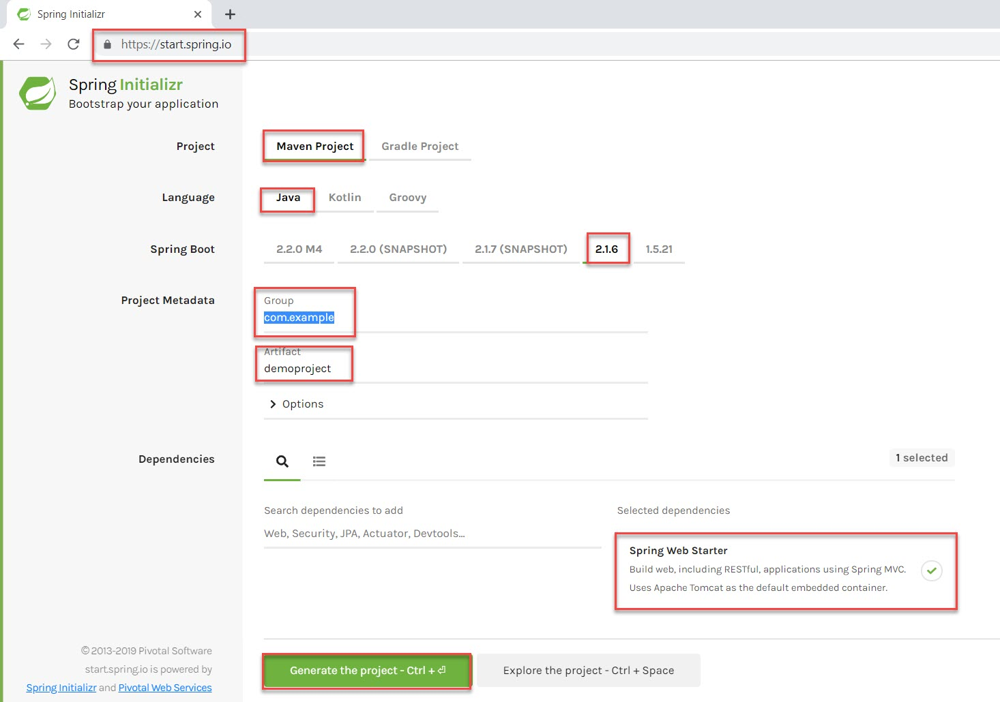 Spring Initializr
https://start.spring.io
Spring Initializr
Bootstrap your application
Project
Maven Project
Gradle Project
Language
Java
Kotlin
Groovy
Spring Boot
2.2.0 M4
2.2.0 (SNAPSHOT)
2.1.7 (SNAPSHOT)
2.1.6
1.5.21
Project Metadata
Group
com.example
Artifact
demoproject
Options
Dependencies
1 selected
Search dependencies to add
Web, Security, JPA, Actuator, Devtools...
Selected dependencies
Spring Web Starter
Build web, including RESTful, applications using Spring MVC.
Uses Apache Tomcat as the default embedded container.
© 2013-2019 Pivotal Software
start.spring.io is powered by
Spring Initializr and Pivotal Web Services
Generate the project - Ctrl + ⏎
Explore the project - Ctrl + Space